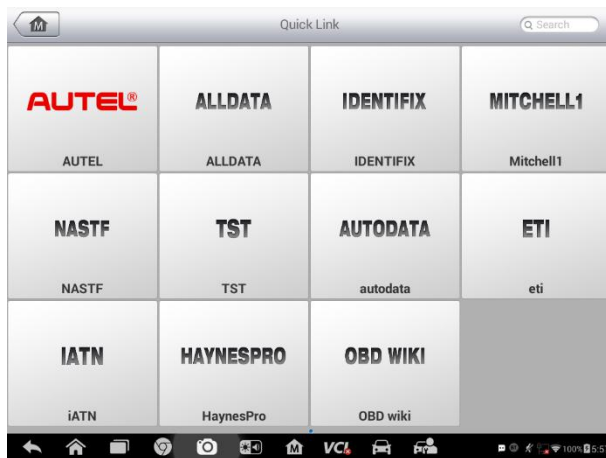 Quick Link
Search
AUTEL®
ALLDATA
IDENTIFIX
MITCHELL1
AUTEL
ALLDATA
IDENTIFIX
Mitchell1
NASTF
TST
AUTODATA
ETI
NASTF
TST
autodata
eti
IATN
HAYNESPRO
OBD WIKI
iATN
HaynesPro
OBD wiki
M
VCI
100%